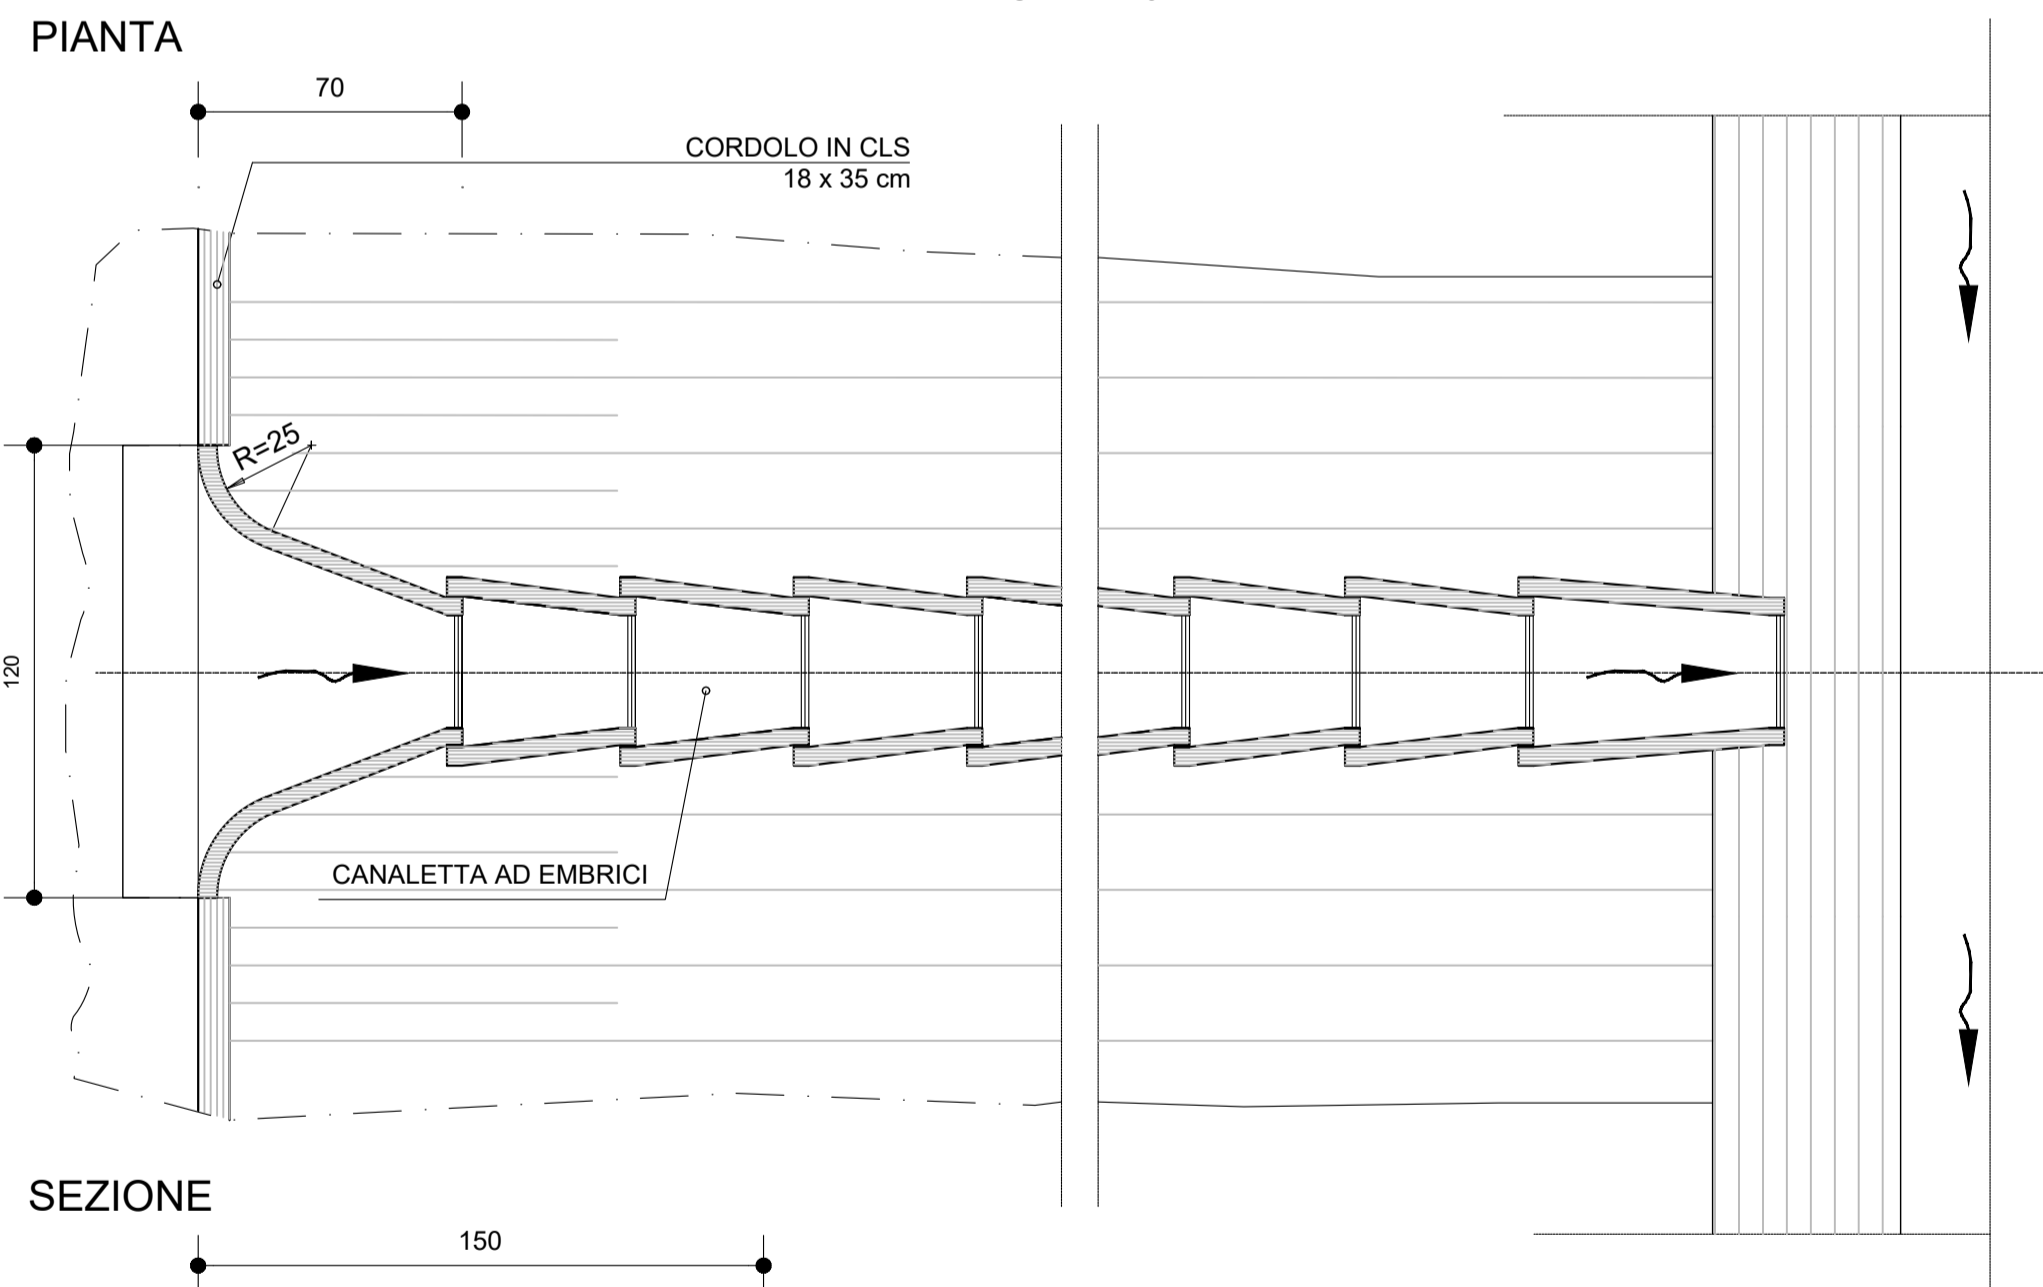 PIANTA
70
CORDOLO IN CLS
18 x 35 cm
R=25
120
CANALETTA AD EMBRICI
SEZIONE
150